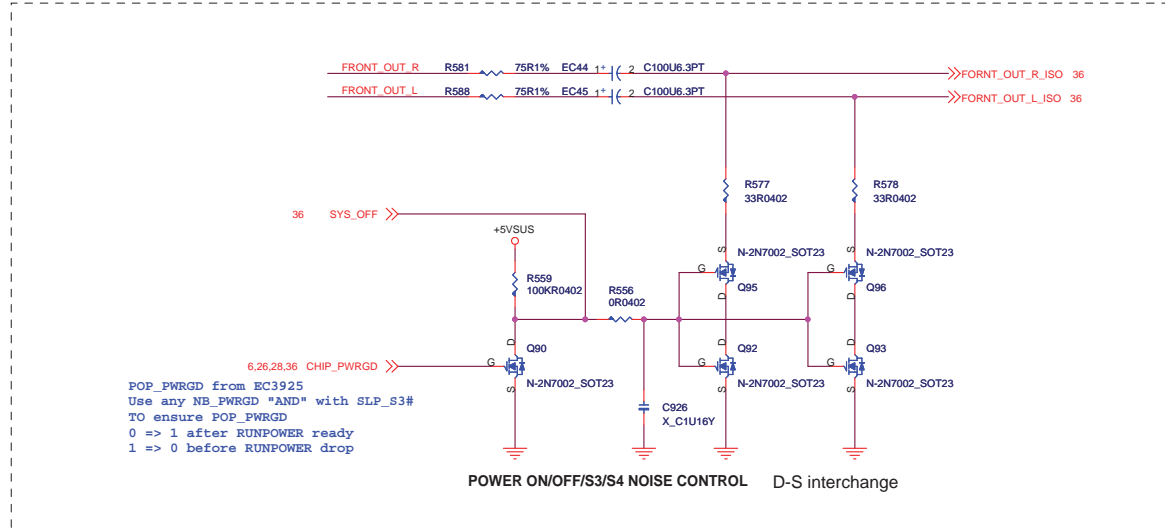 FRONT_OUT_R R581 75R1% EC44 1 + 2 C100U6.3PT FORNT_OUT_R_ISO 36
FRONT_OUT_L R588 75R1% EC45 1 + 2 C100U6.3PT FORNT_OUT_L_ISO 36
R577
33R0402
R578
33R0402
36 SYS_OFF
+5VSUS
R559
100KR0402
R556
0R0402
S N-2N7002_SOT23
G
Q95
D
S N-2N7002_SOT23
G
Q96
D
D
Q90
G
N-2N7002_SOT23
S
D
Q92
G
N-2N7002_SOT23
S
D
Q93
G
N-2N7002_SOT23
S
6,26,28,36 CHIP_PWRGD
C926
X_C1U16Y
POP_PWRGD from EC3925
Use any NB_PWRGD "AND" with SLP_S3#
TO ensure POP_PWRGD
0 => 1 after RUNPOWER ready
1 => 0 before RUNPOWER drop
POWER ON/OFF/S3/S4 NOISE CONTROL D-S interchange